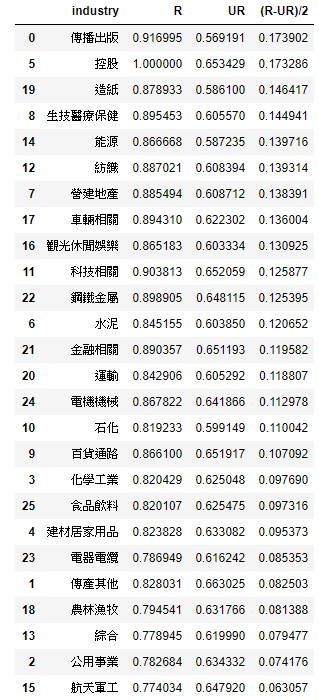 industry R UR (R-UR)/2
0 傳播出版 0.916995 0.569191 0.173902
5 控股 1.000000 0.653429 0.173286
19 造紙 0.878933 0.586100 0.146417
8 生技醫療保健 0.895453 0.605570 0.144941
14 能源 0.866668 0.587235 0.139716
12 紡織 0.887021 0.608394 0.139314
7 營建地產 0.885494 0.608712 0.138391
17 車輛相關 0.894310 0.622302 0.136004
16 觀光休閒娛樂 0.865183 0.603334 0.130925
11 科技相關 0.903813 0.652059 0.125877
22 鋼鐵金屬 0.898905 0.648115 0.125395
6 水泥 0.845155 0.603850 0.120652
21 金融相關 0.890357 0.651193 0.119582
20 運輸 0.842906 0.605292 0.118807
24 電機機械 0.867822 0.641866 0.112978
10 石化 0.819233 0.599149 0.110042
9 百貨通路 0.866100 0.651917 0.107092
3 化學工業 0.820429 0.625048 0.097690
25 食品飲料 0.820107 0.625475 0.097316
4 建材居家用品 0.823828 0.633082 0.095373
23 電器電纜 0.786949 0.616242 0.085353
1 傳產其他 0.828031 0.663025 0.082503
18 農林漁牧 0.794541 0.631766 0.081388
13 綜合 0.778945 0.619990 0.079477
2 公用事業 0.782684 0.634332 0.074176
15 航天軍工 0.774034 0.647920 0.063057